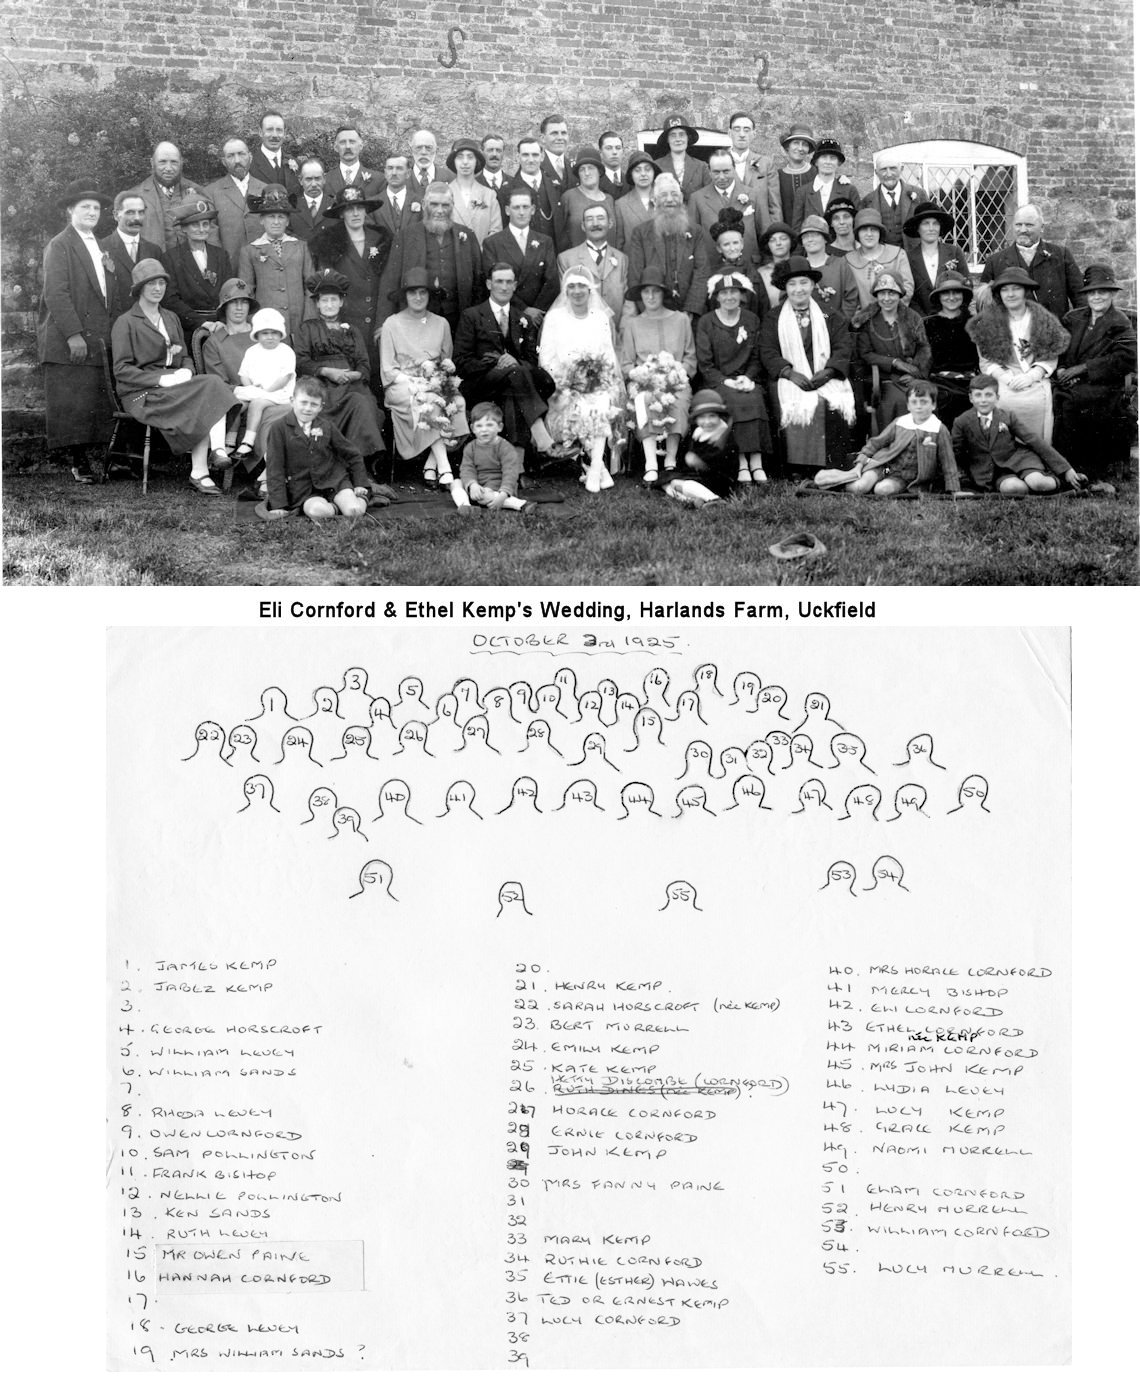 Eli Cornford & Ethel Kemp's Wedding, Harlands Farm, Uckfield
OCTOBER 3rd 1925.
3
5
7
9
11
13
16
18
19
1
2
4
6
8
10
12
14
17
20
21
22
23
24
25
26
27
28
29
15
30
31
32
33
34
35
36
37
38
39
40
41
42
43
44
45
46
47
48
49
50
51
52
55
53
54
1. JAMES KEMP
2. JABEZ KEMP
3.
4. GEORGE HORSCROFT
5. WILLIAM LEVEY
6. WILLIAM SANDS
7.
8. RHODA LEVEY
9. OWEN CORNFORD
10. SAM POLLINGTON
11. FRANK BISHOP
12. NELLIE POLLINGTON
13. KEN SANDS
14. RUTH LEVEY
15 MR OWEN PAINE
16 HANNAH CORNFORD
17.
18. GEORGE LEVEY
19. MRS WILLIAM SANDS ?
20.
21. HENRY KEMP.
22. SARAH HORSCROFT (née KEMP)
23. BERT MURRELL
24. EMILY KEMP
25. KATE KEMP
HETTY DISCOMBE (CORNFORD)
26. RUTH DINES (née KEMP).
27 HORACE CORNFORD
28 ERNIE CORNFORD
29 JOHN KEMP
30 MRS FANNY PAINE
31
32
33 MARY KEMP
34 RUTHIE CORNFORD
35 ETTIE (ESTHER) HAWES
36 TED OR ERNEST KEMP
37 LUCY CORNFORD
38
39
40. MRS HORACE CORNFORD
41 MERCY BISHOP
42. ELI CORNFORD
43 ETHEL CORNFORD
née KEMP
44 MIRIAM CORNFORD
45. MRS JOHN KEMP
46. LYDIA LEVEY
47. LUCY KEMP
48. GRACE KEMP
49. NAOMI MURRELL
50.
51 ELAM CORNFORD
52. HENRY MURRELL
53. WILLIAM CORNFORD
54.
55. LUCY MURRELL.